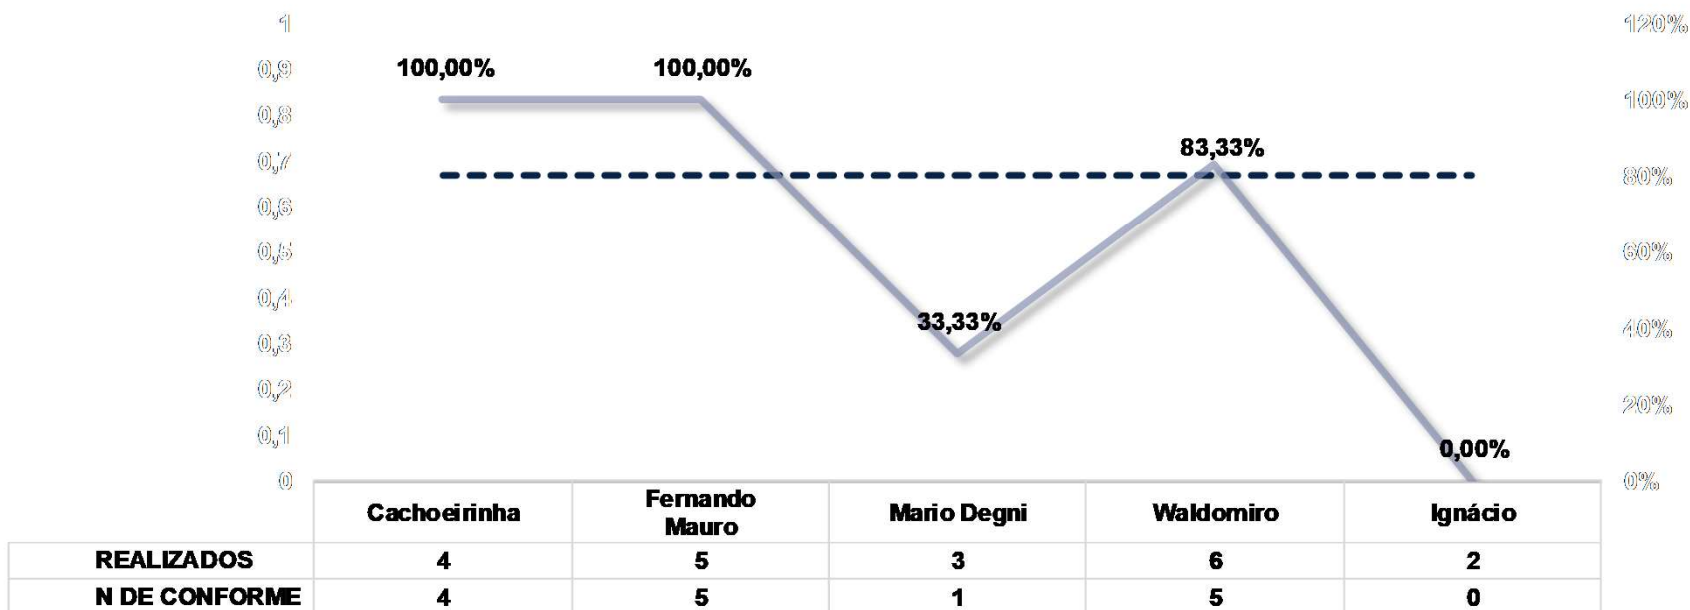 1 120%
0,9 100,00% 100,00%
100%
0,8
0,7 83,33%
80%
0,6
0,5 60%
0,4 33,33% 40%
0,3
0,2 20%
0,1 0,00%
0 0%
Cachoeirinha Fernando Mauro Mario Degni Waldomiro Ignácio
REALIZADOS 4 5 3 6 2
N DE CONFORME 4 5 1 5 0